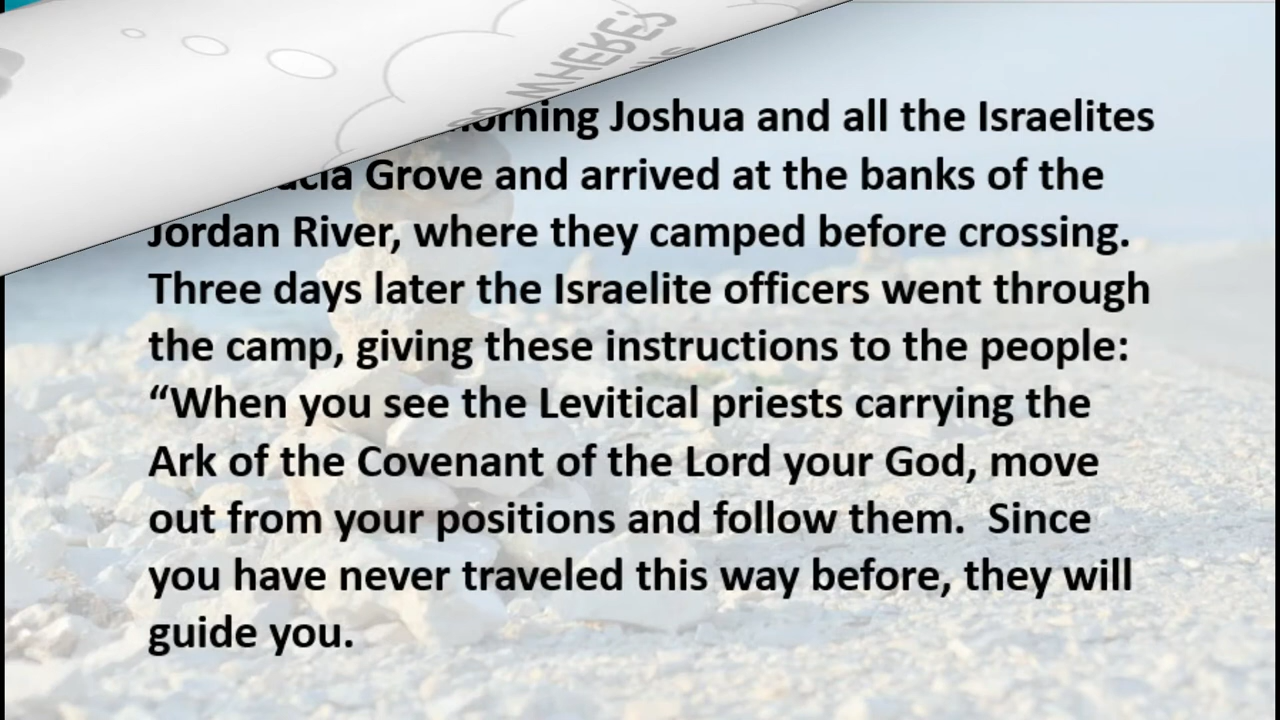 WHERE'S
morning Joshua and all the Israelites
Grove and arrived at the banks of the
Jordan River, where they camped before crossing.
Three days later the Israelite officers went through
the camp, giving these instructions to the people:
“When you see the Levitical priests carrying the
Ark of the Covenant of the Lord your God, move
out from your positions and follow them.  Since
you have never traveled this way before, they will
guide you.